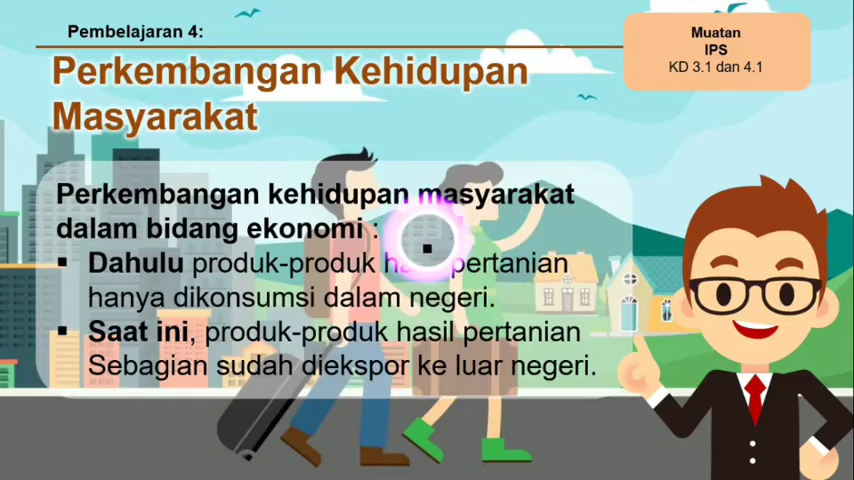 Pembelajaran 4:
Muatan
IPS
KD 3.1 dan 4.1
Perkembangan Kehidupan
Masyarakat
Perkembangan kehidupan masyarakat
dalam bidang ekonomi :
▪ Dahulu produk-produk pertanian
hanya dikonsumsi dalam negeri.
▪ Saat ini, produk-produk hasil pertanian
Sebagian sudah diekspor ke luar negeri.